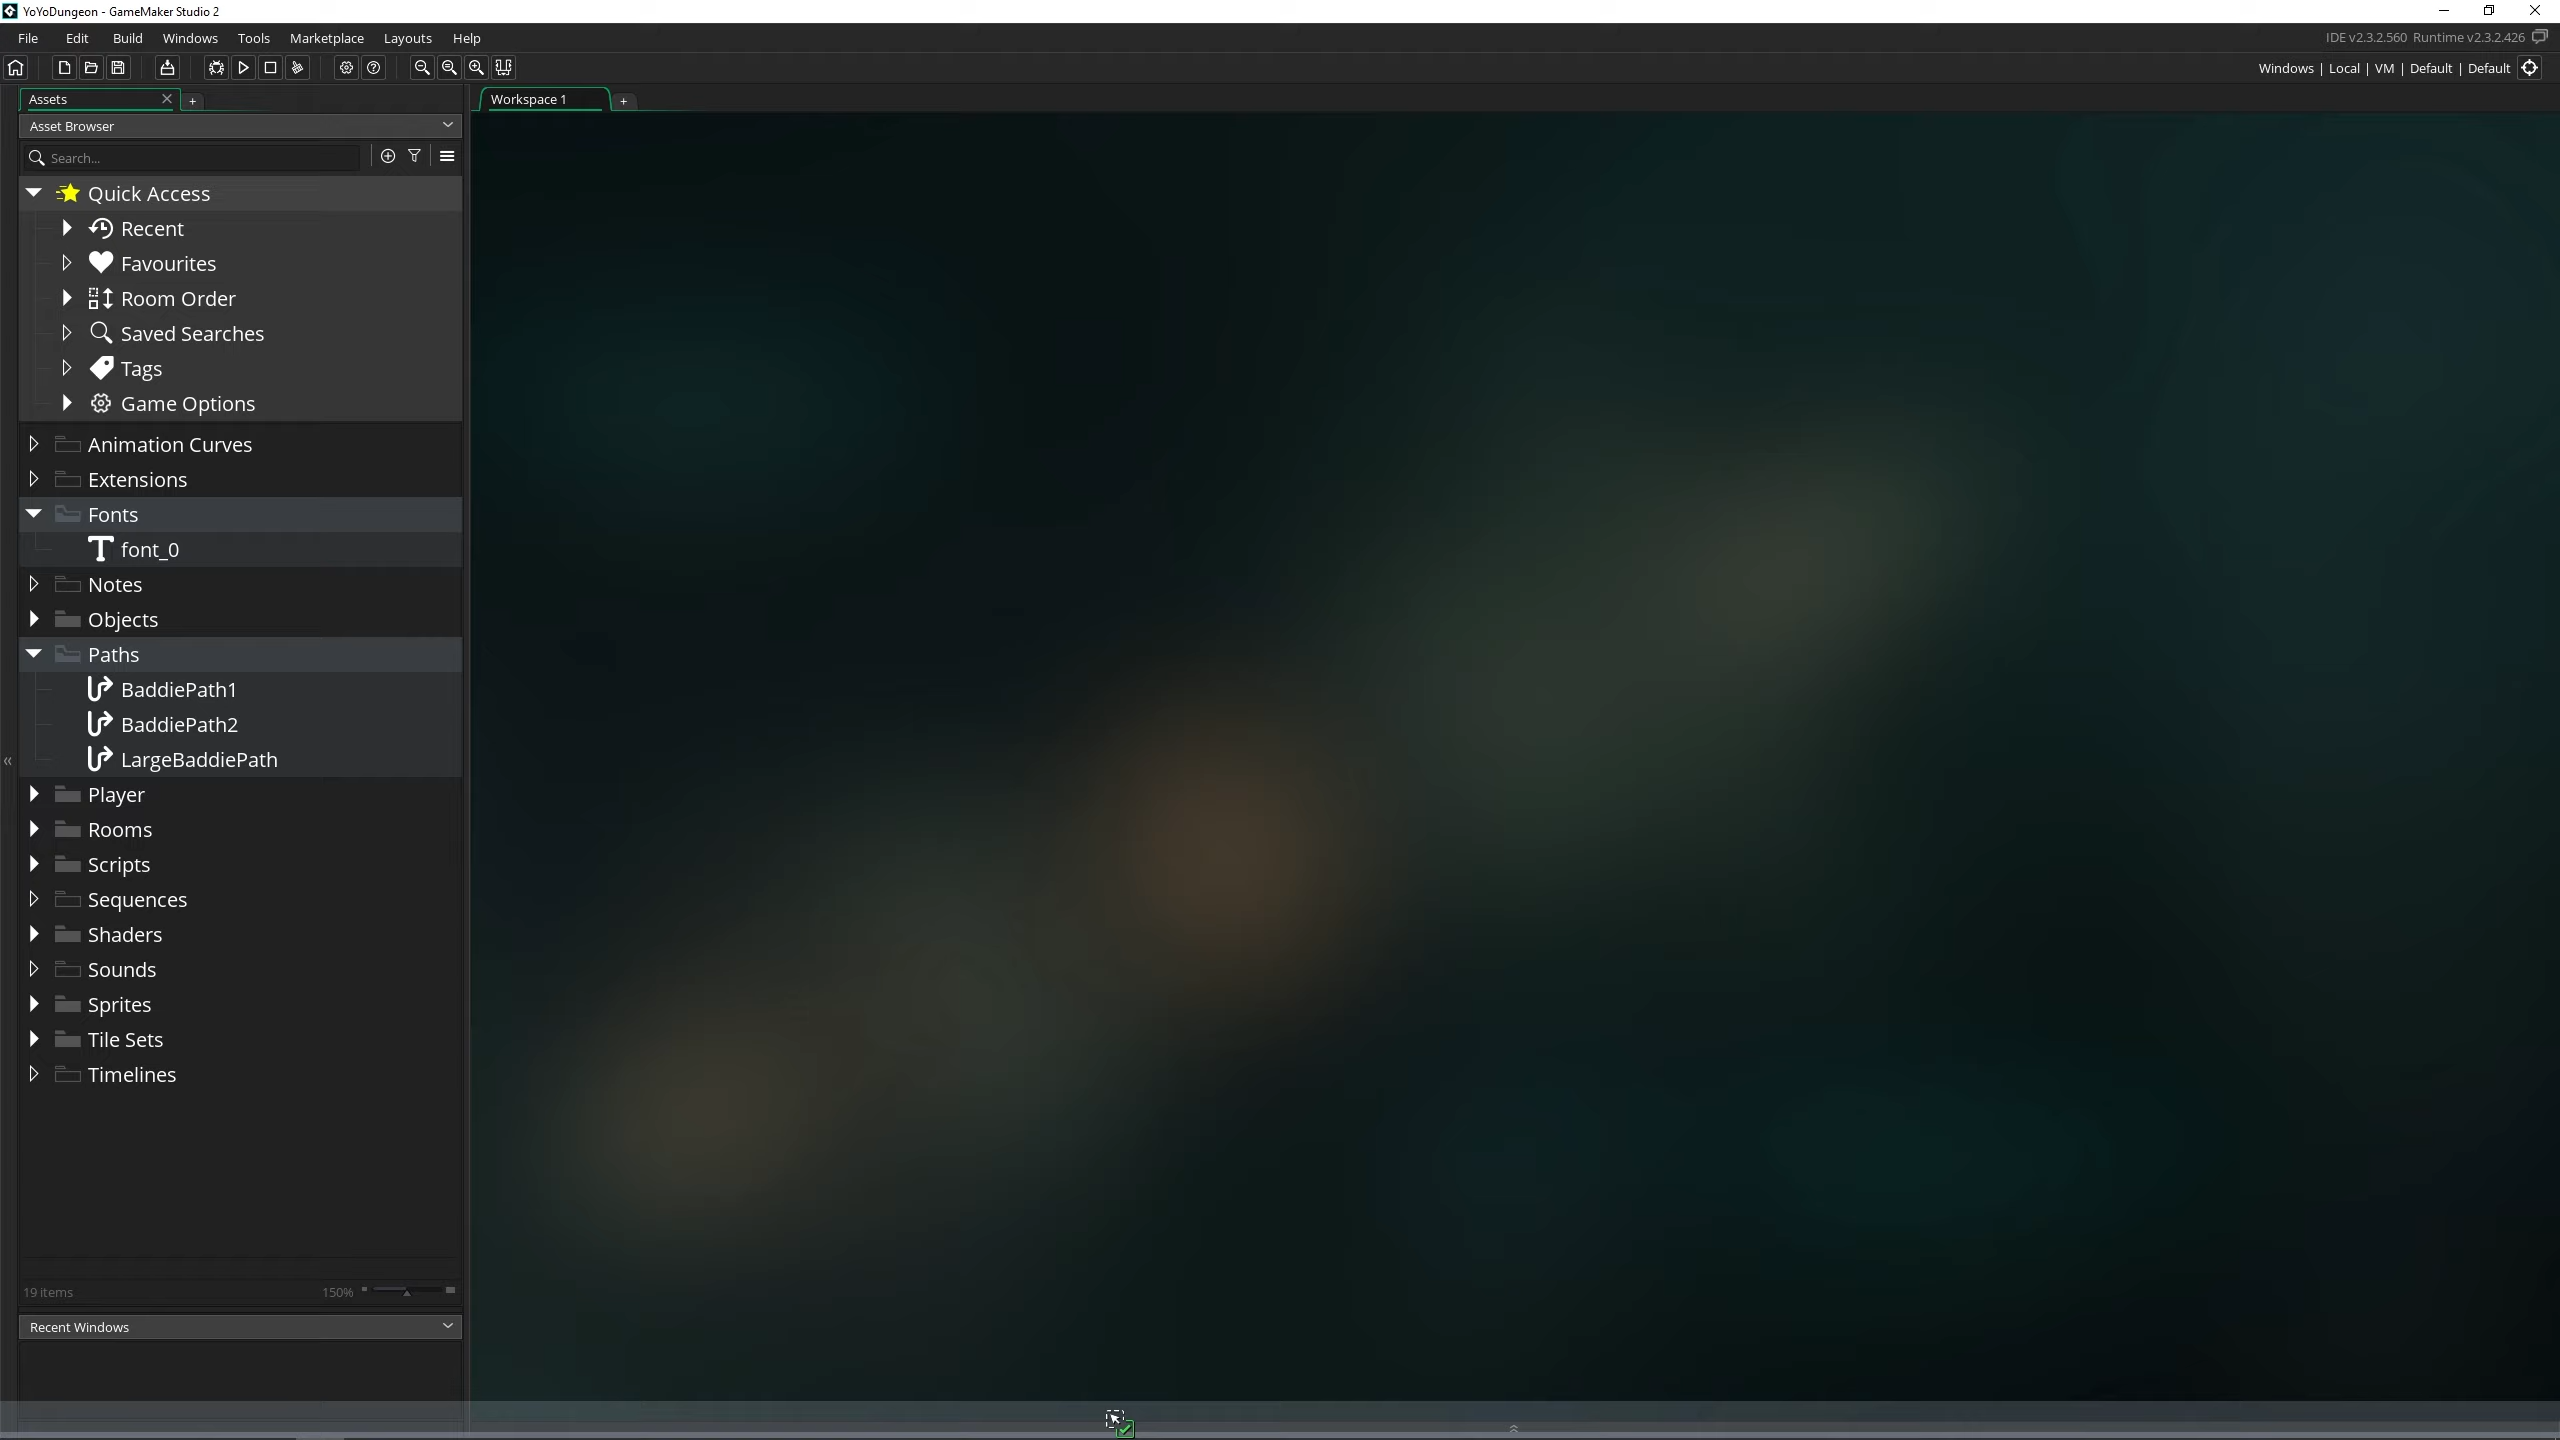 YoYoDungeon - GameMaker Studio 2
File Edit Build Windows Tools Marketplace Layouts Help
IDE v2.3.2.560 Runtime v2.3.2.426
Windows | Local | VM | Default | Default
Assets
Workspace 1
Asset Browser
Search...
Quick Access
Recent
Favourites
Room Order
Saved Searches
Tags
Game Options
Animation Curves
Extensions
Fonts
font_0
Notes
Objects
Paths
BaddiePath1
BaddiePath2
LargeBaddiePath
Player
Rooms
Scripts
Sequences
Shaders
Sounds
Sprites
Tile Sets
Timelines
19 items 150%
Recent Windows